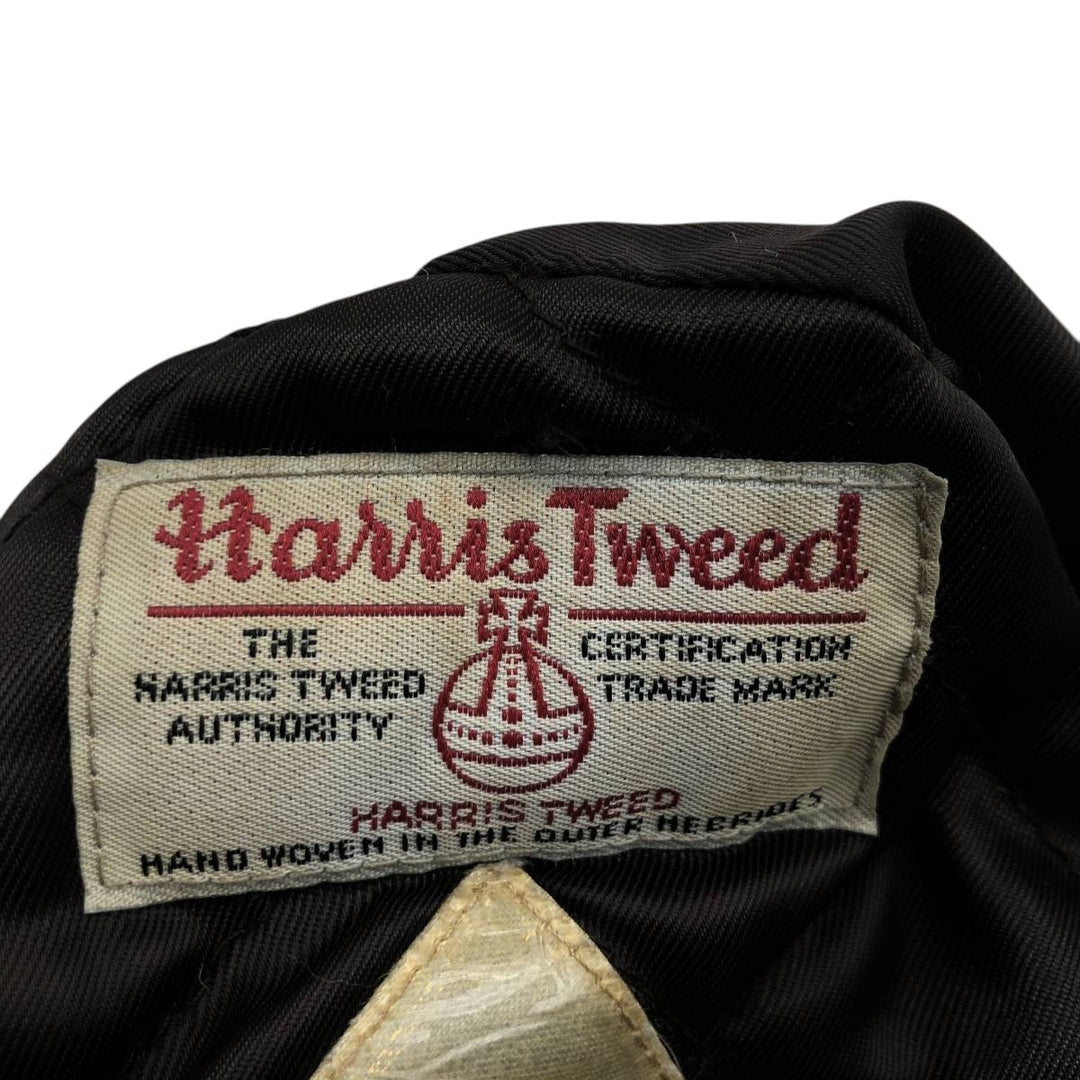 Harris Tweed
THE
HARRIS TWEED
AUTHORITY
CERTIFICATION
TRADE MARK
HARRIS TWEED
HAND WOVEN IN THE OUTER HEBRIDES